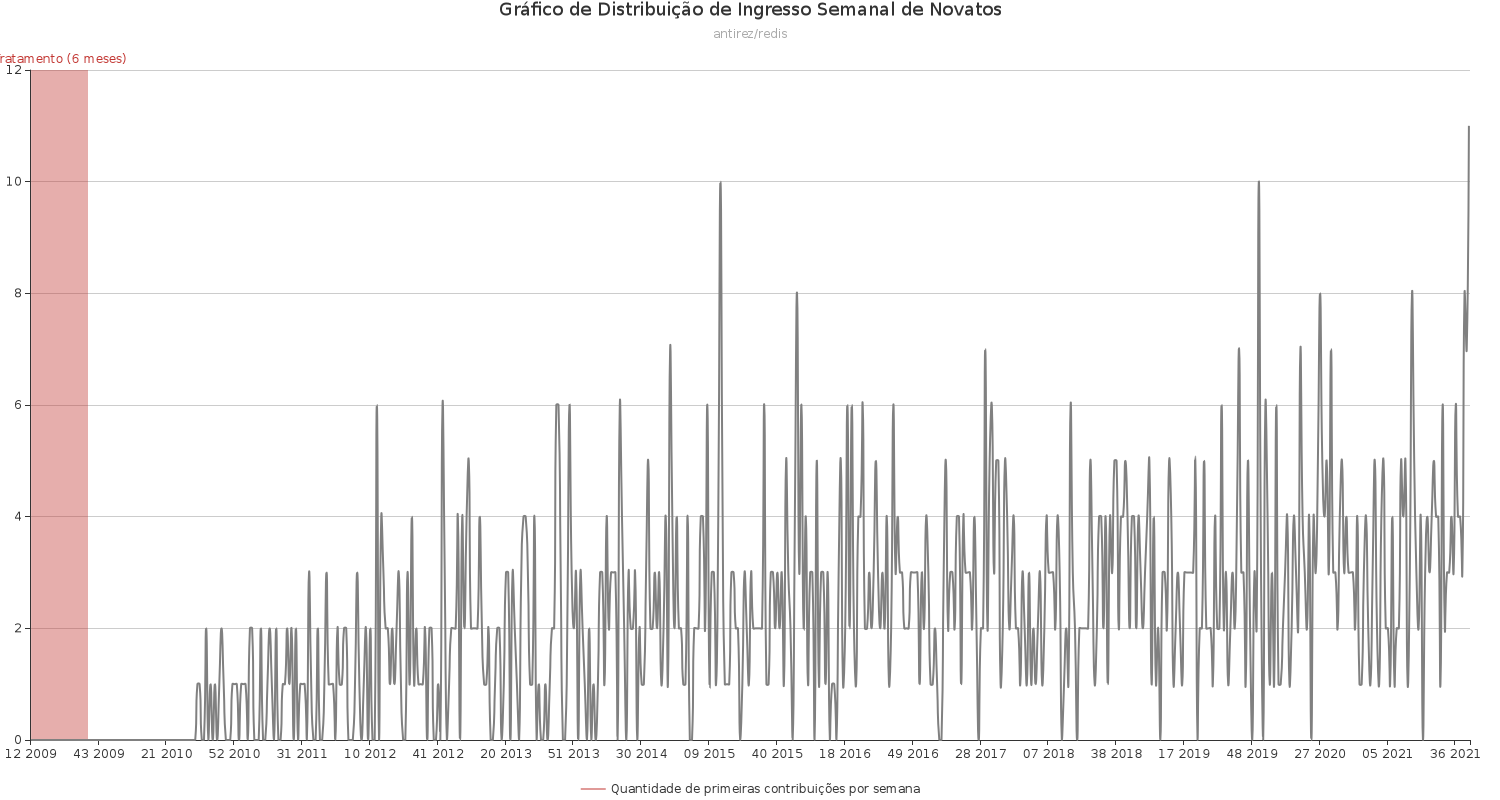 Gráfico de Distribuição de Ingresso Semanal de Novatos
antirez/redis
ratamento (6 meses)
12
10
8
6
4
2
0
12 2009 43 2009 21 2010 52 2010 31 2011 10 2012 41 2012 20 2013 51 2013 30 2014 09 2015 40 2015 18 2016 49 2016 28 2017 07 2018 38 2018 17 2019 48 2019 27 2020 05 2021 36 2021
Quantidade de primeiras contribuições por semana